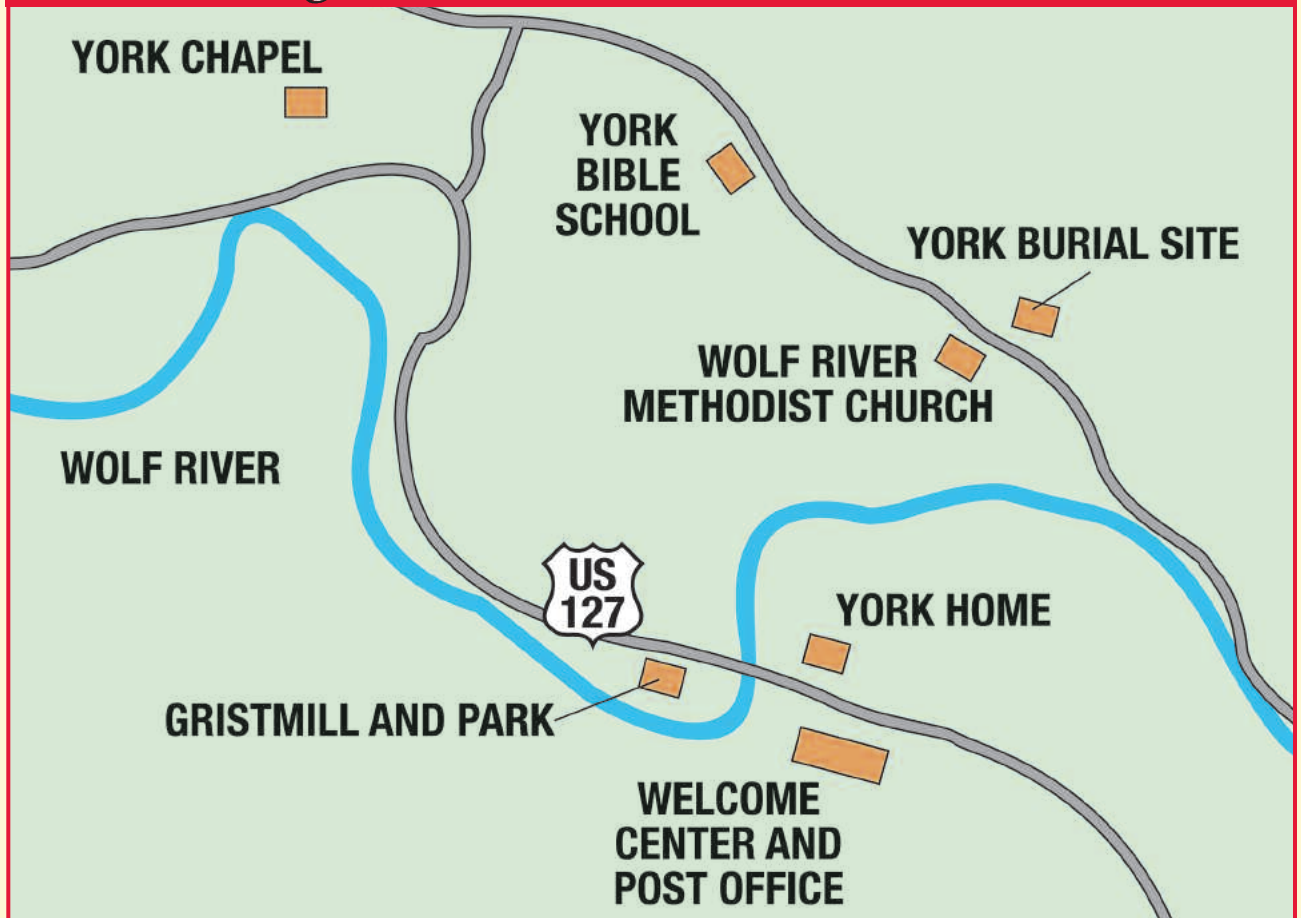 YORK CHAPEL
YORK
BIBLE
SCHOOL
YORK BURIAL SITE
WOLF RIVER
METHODIST CHURCH
WOLF RIVER
US
127
YORK HOME
GRISTMILL AND PARK
WELCOME
CENTER AND
POST OFFICE